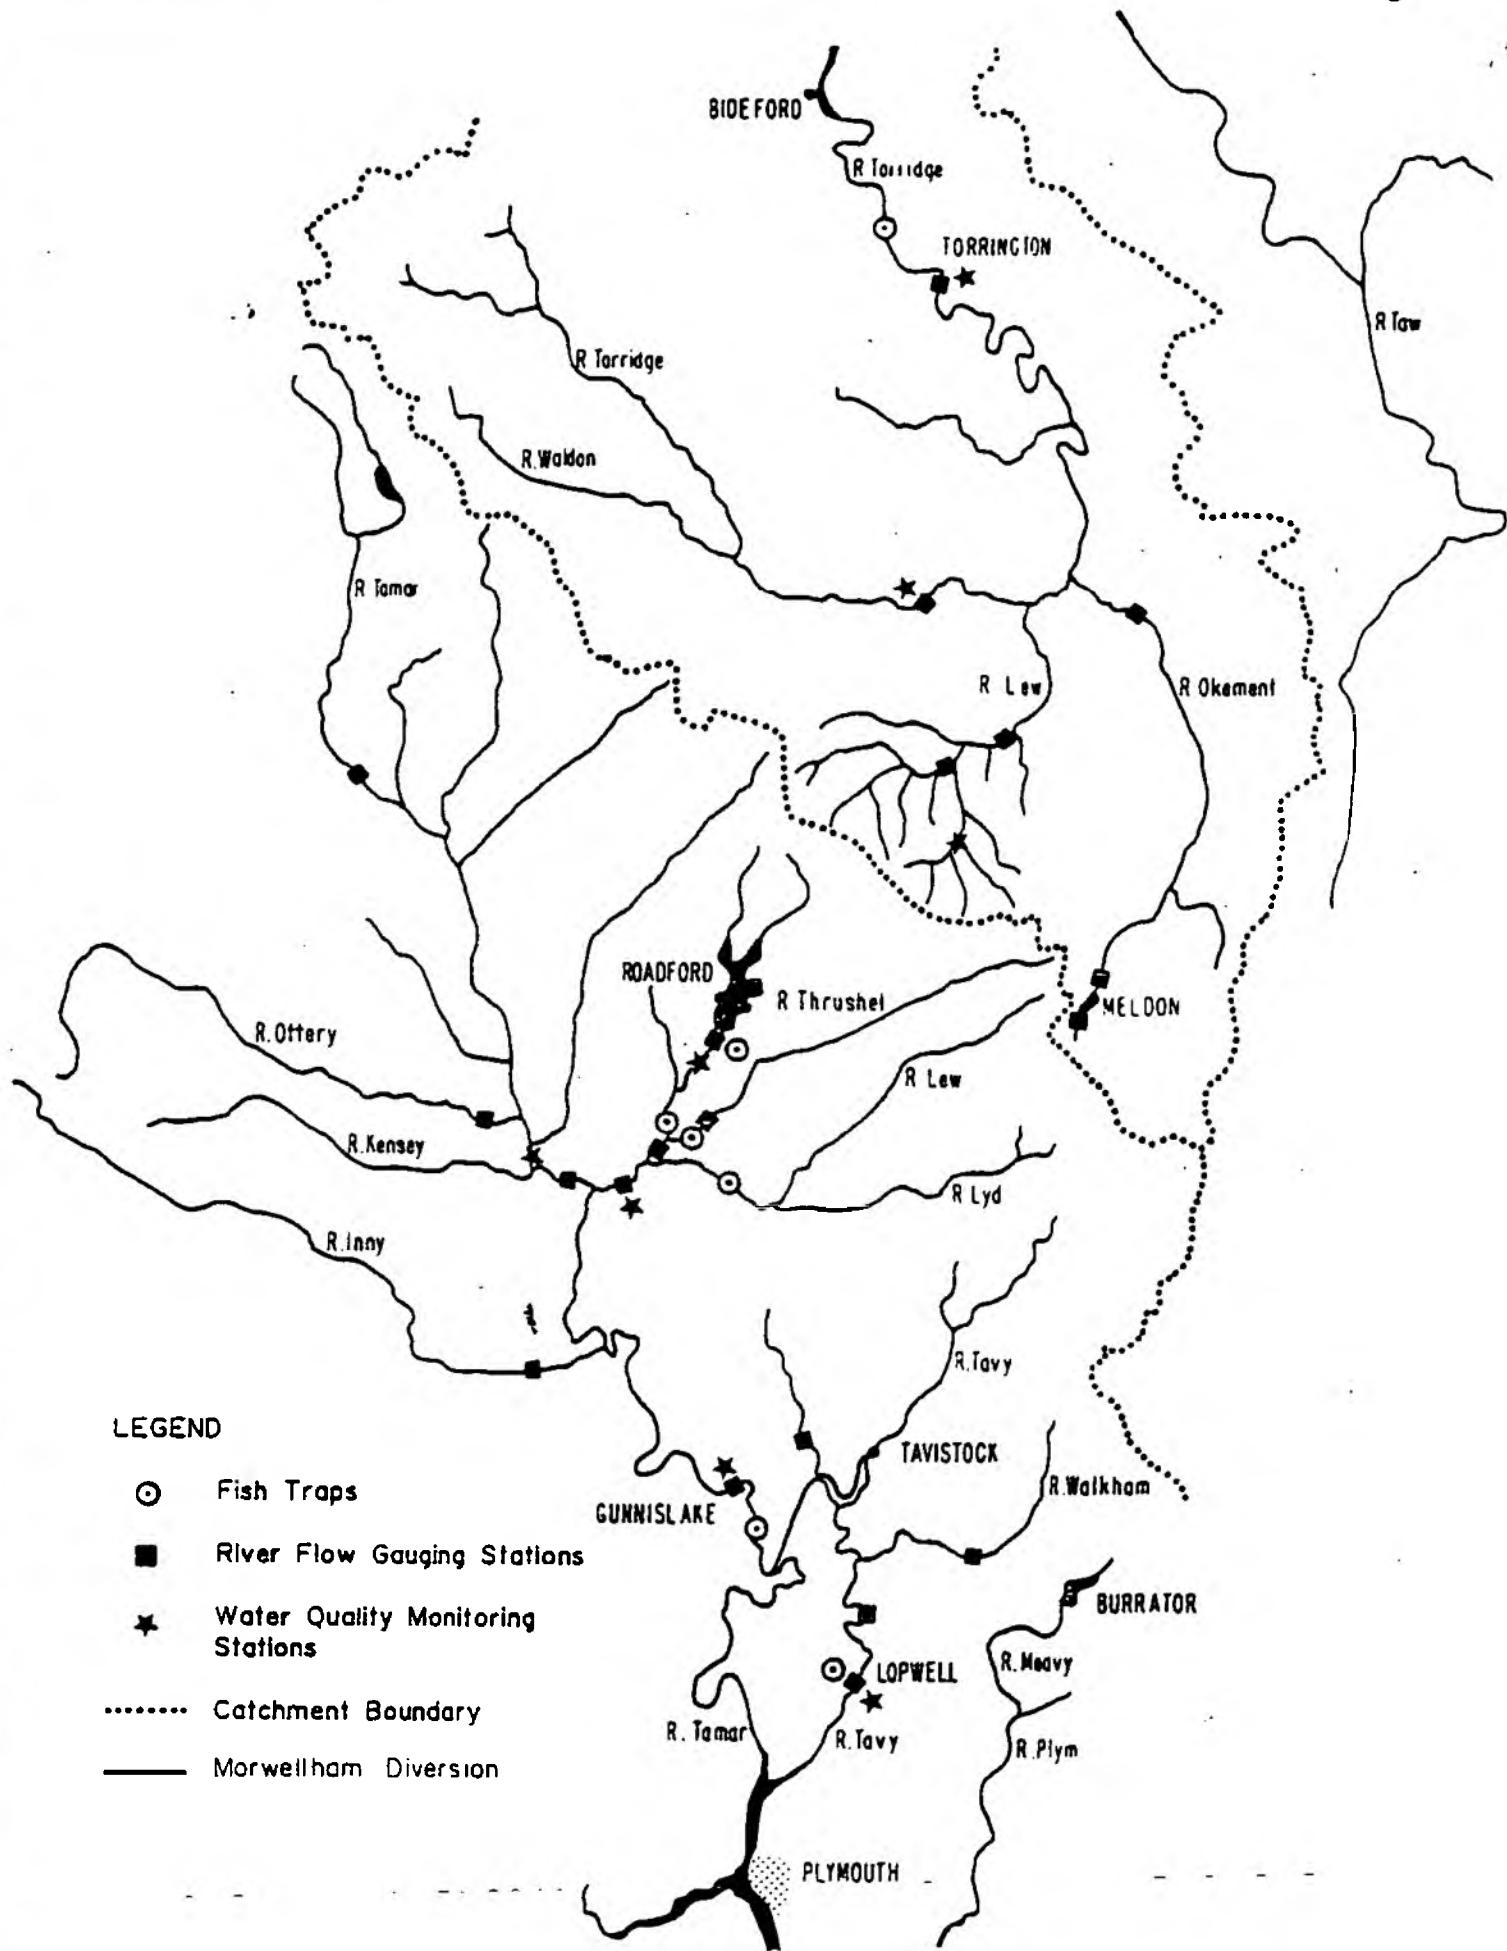 BIDEFORD
R Torridge
TORRINGTON
R Taw
R Torridge
R. Waldon
R Tamar
R Lew
R Okement
ROADFORD
R Thrushel
MELDON
R. Ottery
R Lew
R. Kensey
R Lyd
R. Inny
R. Tavy
LEGEND
TAVISTOCK
R. Walkham
Fish Traps
GUNNISLAKE
River Flow Gauging Stations
BURRATOR
Water Quality Monitoring
Stations
R. Meavy
LOPWELL
Catchment Boundary
R. Tamar
R. Tavy
R. Plym
Morwellham Diversion
PLYMOUTH